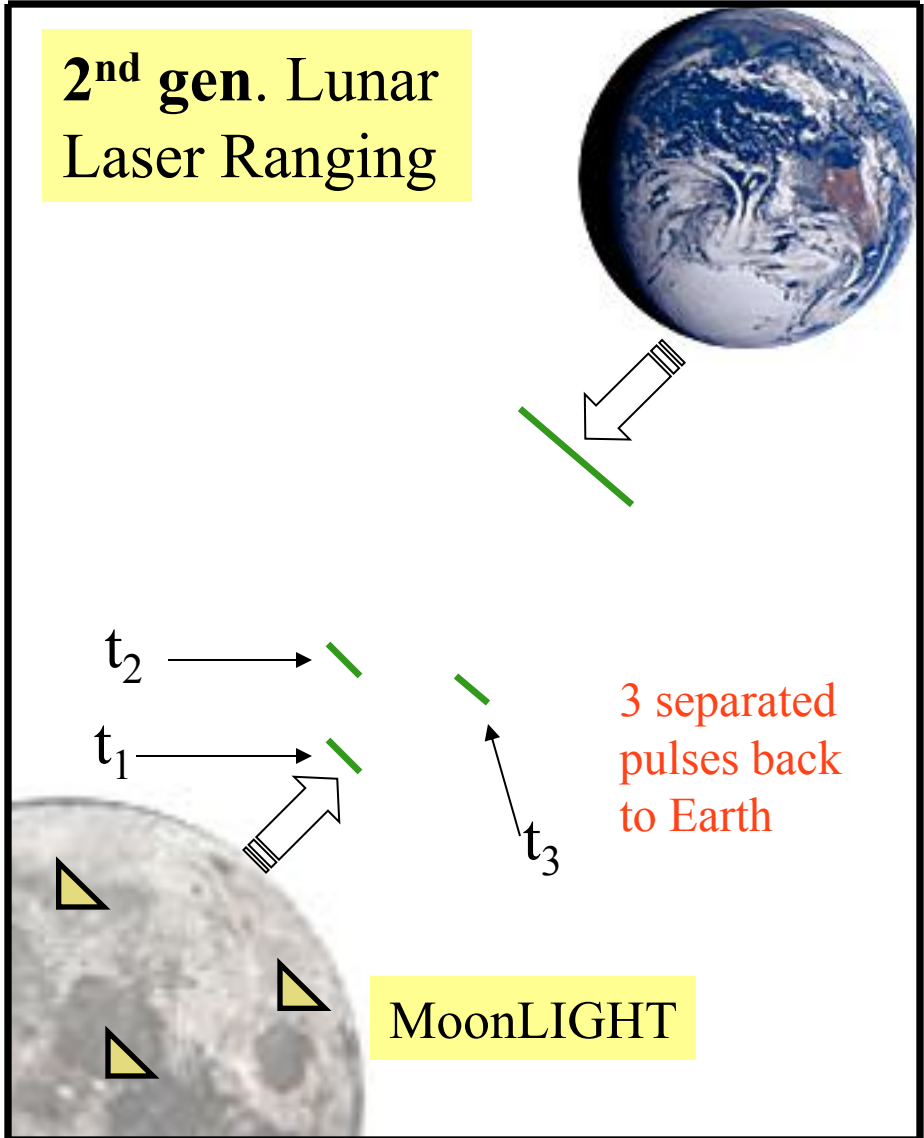 2nd gen. Lunar
Laser Ranging
t2
t1
3 separated
pulses back
to Earth
t3
MoonLIGHT